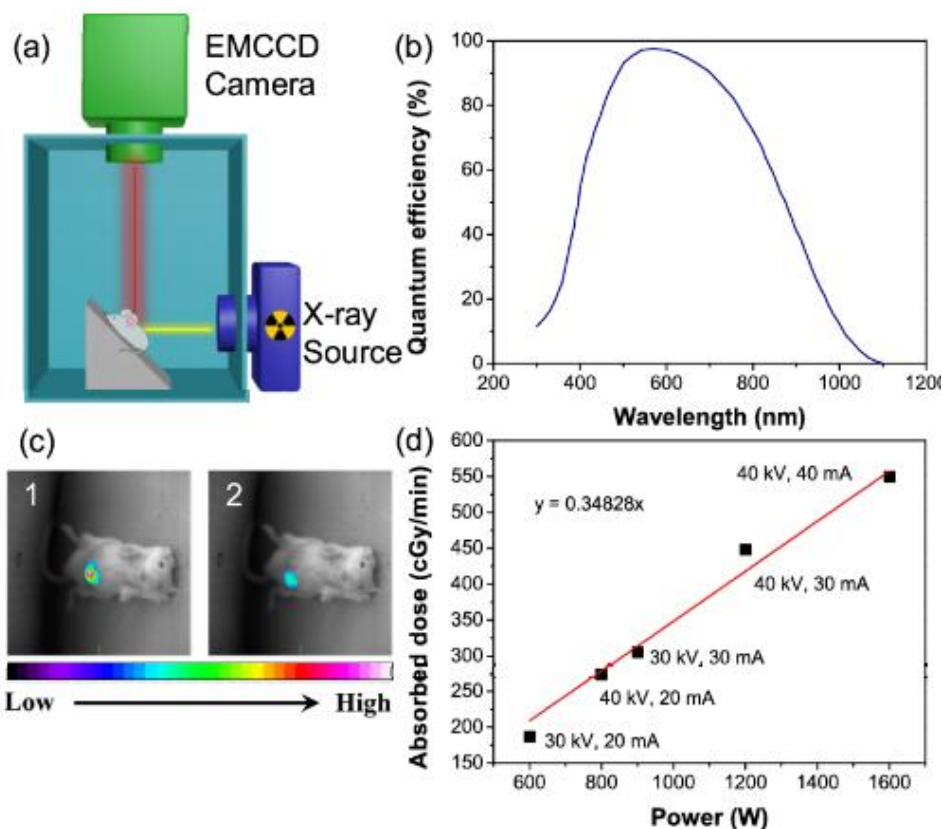 (a)
EMCCD
Camera
X-ray
Source
(b)
100
80
60
40
20
0
Quantum efficiency (%)
200
400
600
800
1000
1200
Wavelength (nm)
(c)
1
2
Low
High
(d)
600
550
500
450
400
350
300
250
200
150
Absorbed dose (cGy/min)
y = 0.34828x
40 kV, 40 mA
40 kV, 30 mA
30 kV, 30 mA
40 kV, 20 mA
30 kV, 20 mA
600
800
1000
1200
1400
1600
Power (W)